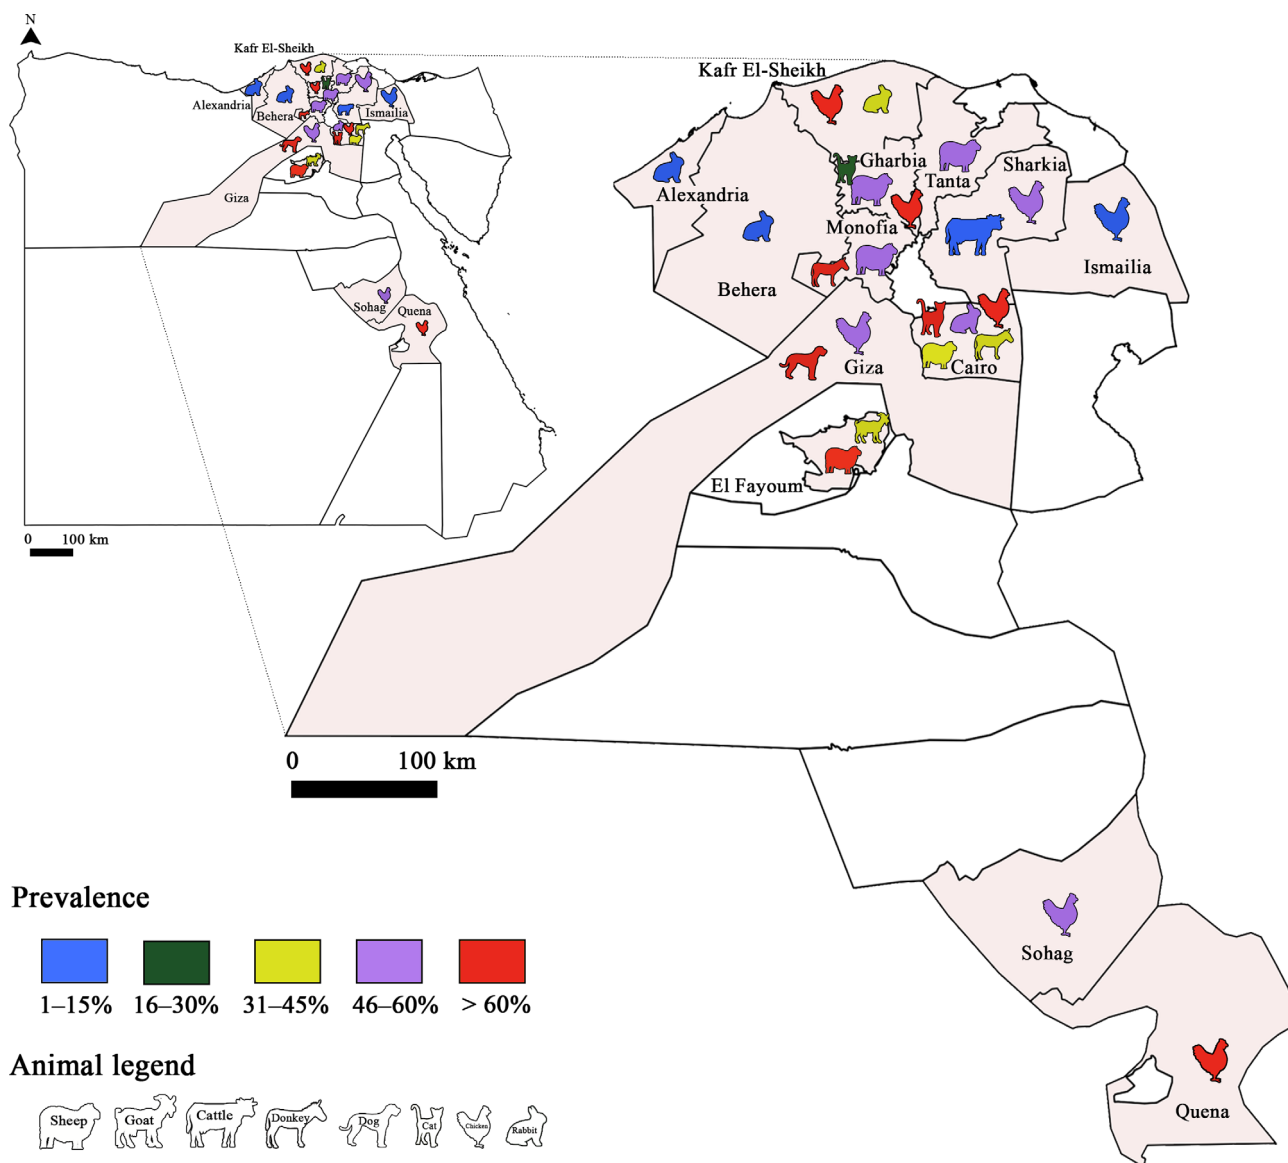 N
Kafr El-Sheikh
Alexandria
Behera
Ismailia
Giza
Sohag
Quena
0 100 km
Kafr El-Sheikh
Gharbia
Tanta
Sharkia
Alexandria
Monofia
Behera
Ismailia
Giza
Cairo
El Fayoum
0 100 km
Sohag
Quena
Prevalence
1–15% 16–30% 31–45% 46–60% > 60%
Animal legend
Sheep Goat Cattle Donkey Dog Cat Chicken Rabbit